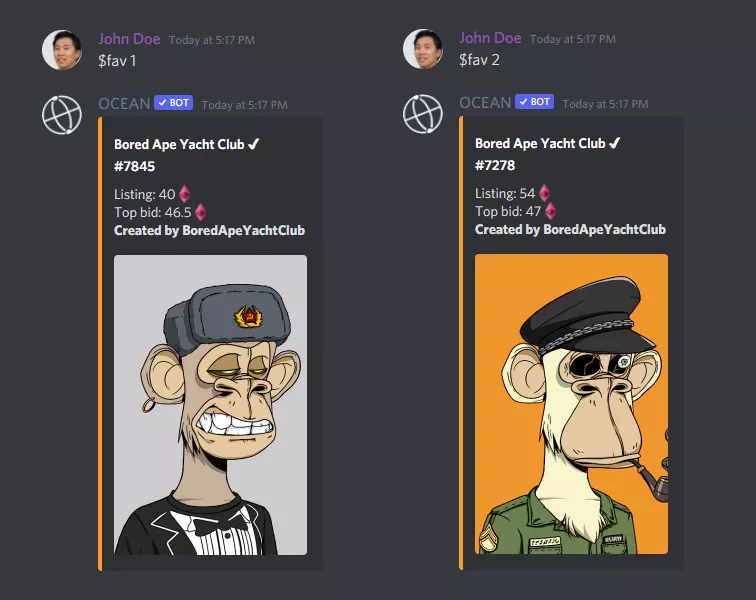 John Doe Today at 5:17 PM
$fav 1
OCEAN ✔ BOT Today at 5:17 PM
Bored Ape Yacht Club ✔
#7845
Listing: 40
Top bid: 46.5
Created by BoredApeYachtClub
John Doe Today at 5:17 PM
$fav 2
OCEAN ✔ BOT Today at 5:17 PM
Bored Ape Yacht Club ✔
#7278
Listing: 54
Top bid: 47
Created by BoredApeYachtClub